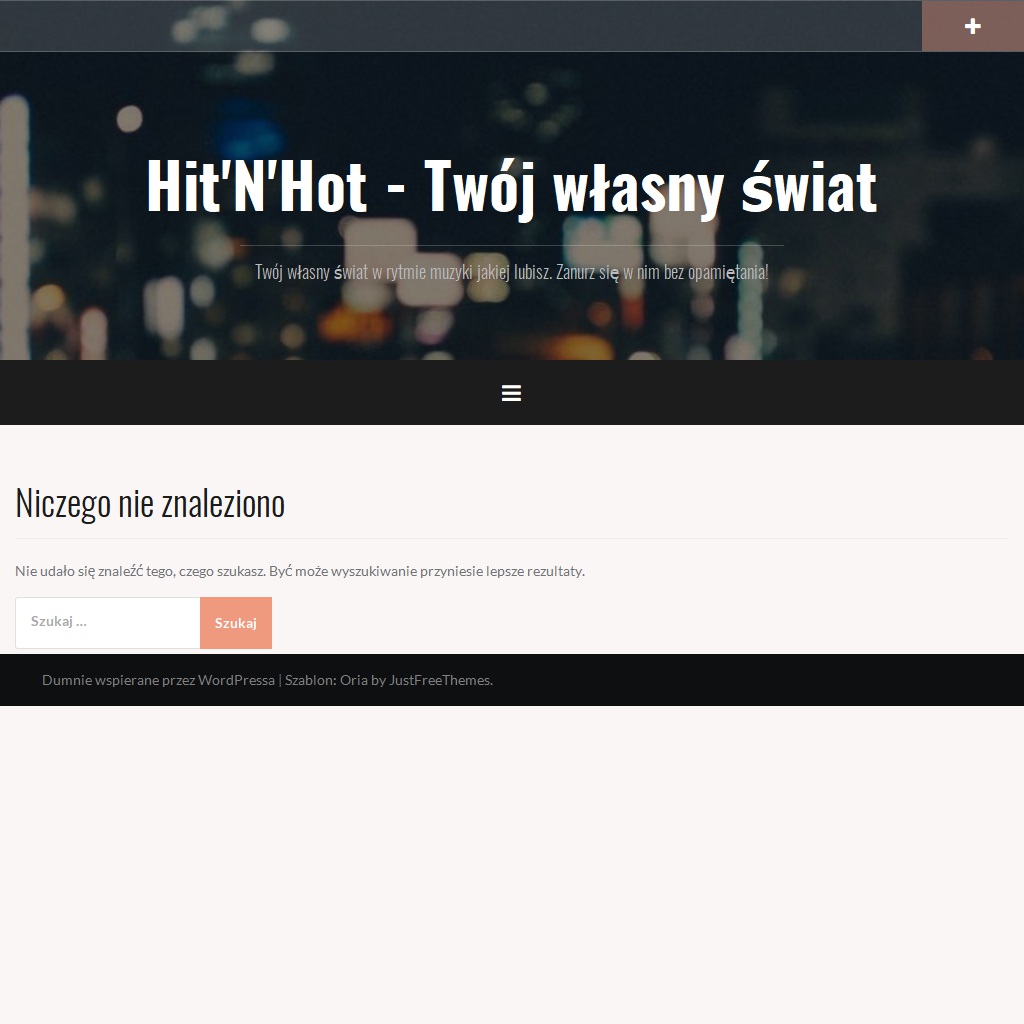 Hit'N'Hot - Twój własny świat
Twój własny świat w rytmie muzyki jakiej lubisz. Zanurz się w nim bez opamiętania!
Niczego nie znaleziono
Nie udało się znaleźć tego, czego szukasz. Być może wyszukiwanie przyniesie lepsze rezultaty.
Szukaj … Szukaj
Dumnie wspierane przez WordPressa | Szablon: Oria by JustFreeThemes.